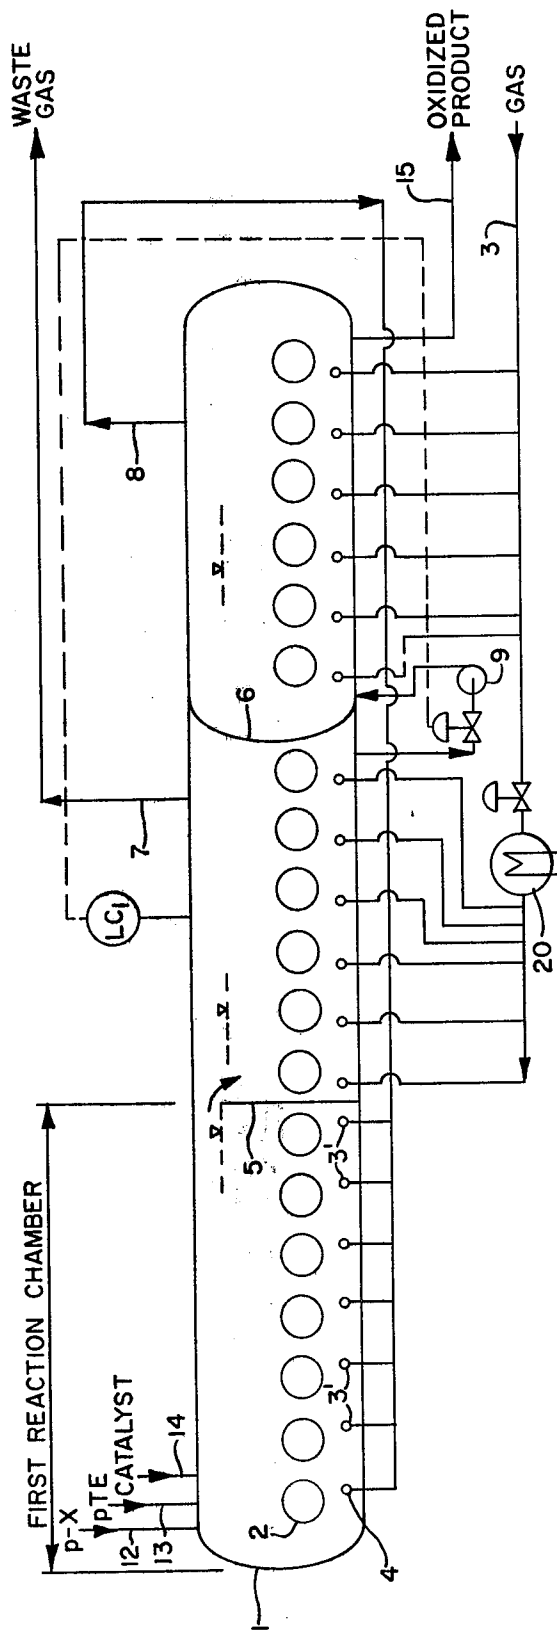 WASTE
GAS
FIRST REACTION CHAMBER
p-X
pTE
CATALYST
12
13
14
1
2
4
3'
3'
5
LC1
7
6
8
9
20
3
15
OXIDIZED
PRODUCT
GAS